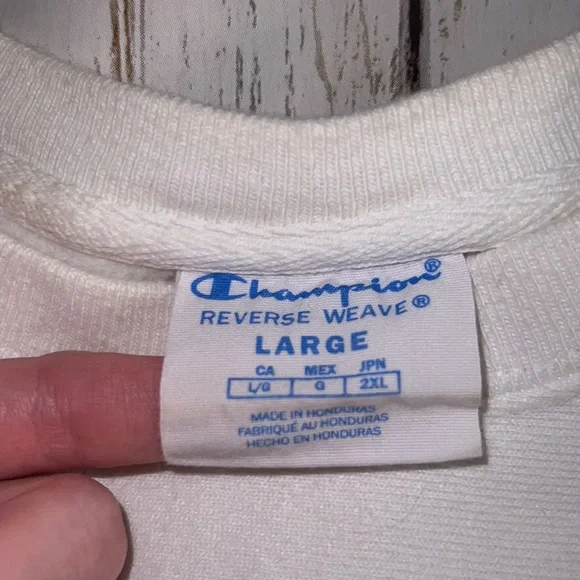 Champion®
REVERSE WEAVE®
LARGE
CA MEX JPN
L/G G 2XL
MADE IN HONDURAS
FABRIQUÉ AU HONDURAS
HECHO EN HONDURAS